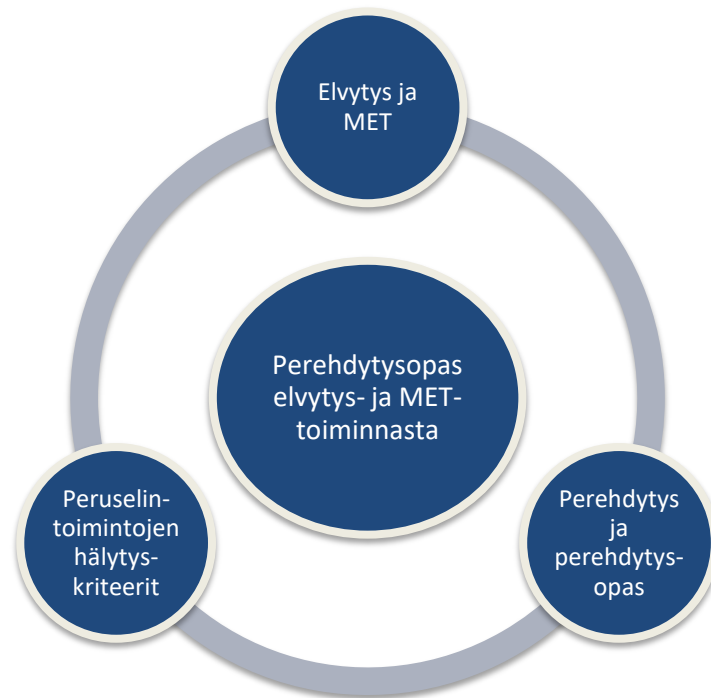 Elvytys ja
MET
Perehdytysopas
elvytys- ja MET-
toiminnasta
Peruselin-
toimintojen
hälytys-
kriteerit
Perehdytys
ja
perehdytys-
opas